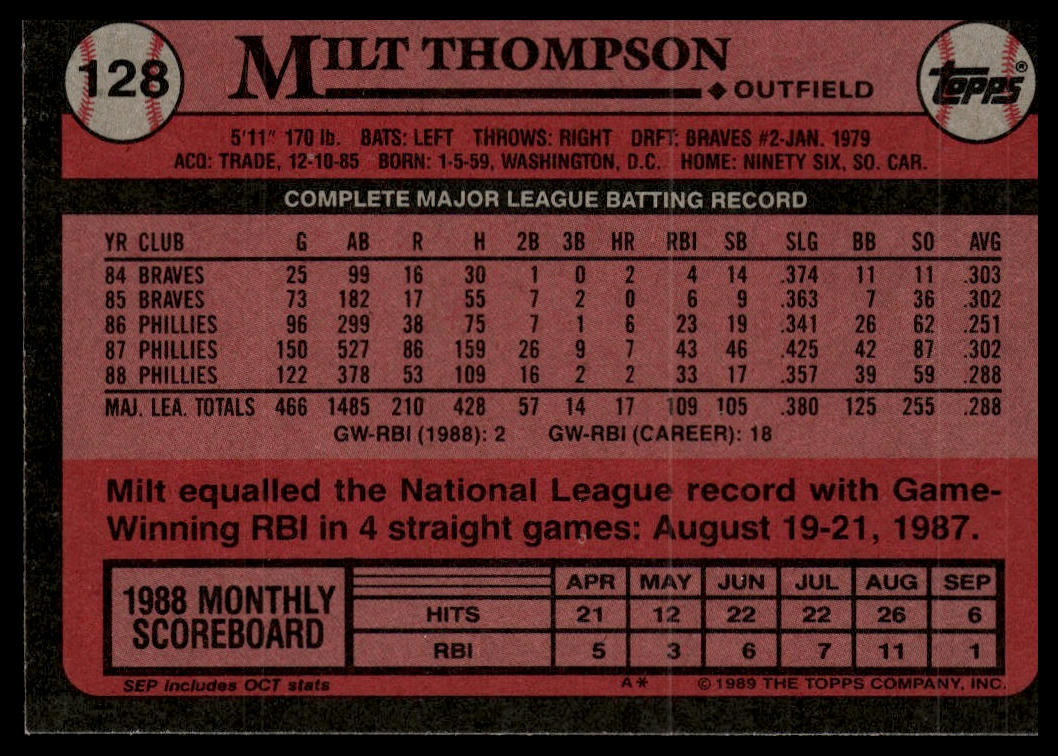 128
MILT THOMPSON
◆ OUTFIELD
TOPPS®
5'11" 170 lb. BATS: LEFT THROWS: RIGHT DRFT: BRAVES #2-JAN. 1979
ACQ: TRADE, 12-10-85 BORN: 1-5-59, WASHINGTON, D.C. HOME: NINETY SIX, SO. CAR.
COMPLETE MAJOR LEAGUE BATTING RECORD
YR CLUB G AB R H 2B 3B HR RBI SB SLG BB SO AVG
84 BRAVES 25 99 16 30 1 0 2 4 14 .374 11 11 .303
85 BRAVES 73 182 17 55 7 2 0 6 9 .363 7 36 .302
86 PHILLIES 96 299 38 75 7 1 6 23 19 .341 26 62 .251
87 PHILLIES 150 527 86 159 26 9 7 43 46 .425 42 87 .302
88 PHILLIES 122 378 53 109 16 2 2 33 17 .357 39 59 .288
MAJ. LEA. TOTALS 466 1485 210 428 57 14 17 109 105 .380 125 255 .288
GW-RBI (1988): 2 GW-RBI (CAREER): 18
Milt equalled the National League record with Game-
Winning RBI in 4 straight games: August 19-21, 1987.
1988 MONTHLY
SCOREBOARD
APR MAY JUN JUL AUG SEP
HITS 21 12 22 22 26 6
RBI 5 3 6 7 11 1
SEP includes OCT stats A* © 1989 THE TOPPS COMPANY, INC.